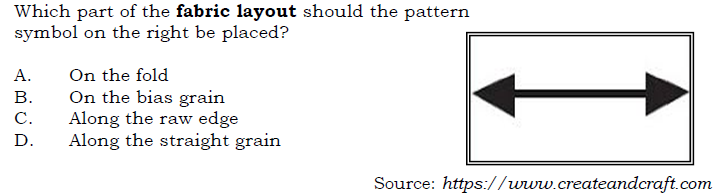 Which part of the fabric layout should the pattern
symbol on the right be placed?
A. On the fold
B. On the bias grain
C. Along the raw edge
D. Along the straight grain
Source: https://www.createandcraft.com